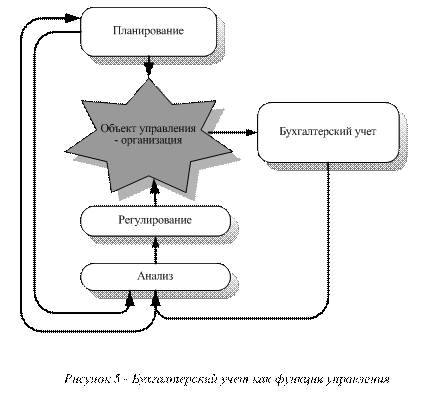 Планирование
Объект управления
- организация
Бухгалтерский учет
Регулирование
Анализ
Рисунок 5 - Бухгалтерский учет как функция управления